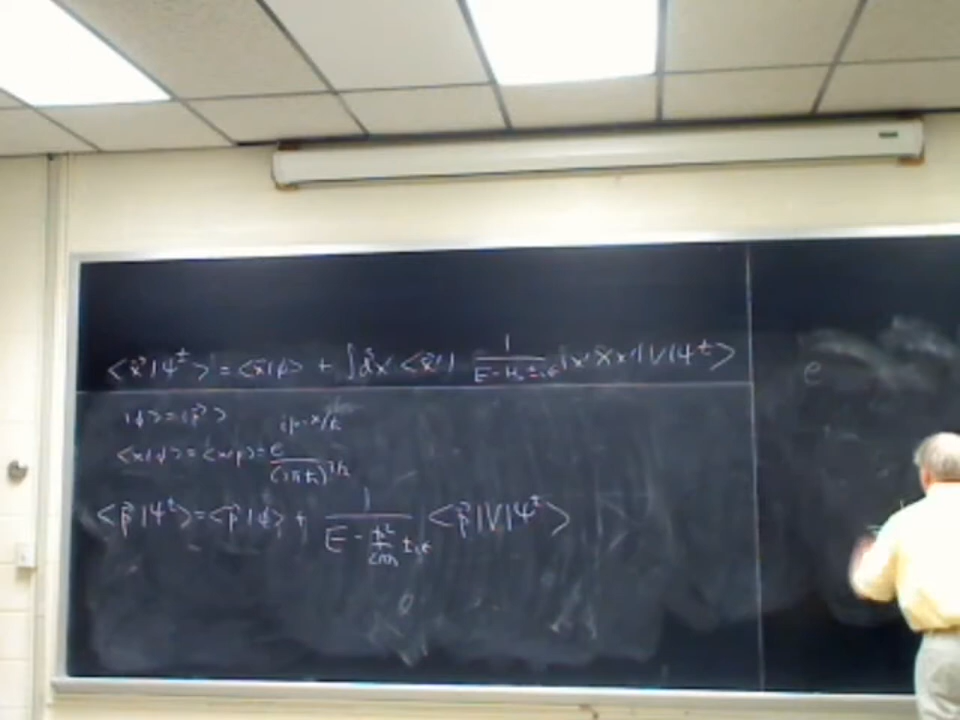 <x⃗|ψ^±> = <x|φ> + ∫d³x' <x⃗| 1/(E-H₀±iε) |x'><x'|V|ψ^±>
|φ> = |p⃗>
<x|φ> = <x|p> = e^{ip·x/ħ}/(2πħ)^{3/2}
<p⃗|ψ^±> = <p⃗|φ> + 1/(E - p²/2m ± iε) <p⃗|V|ψ^±>
e